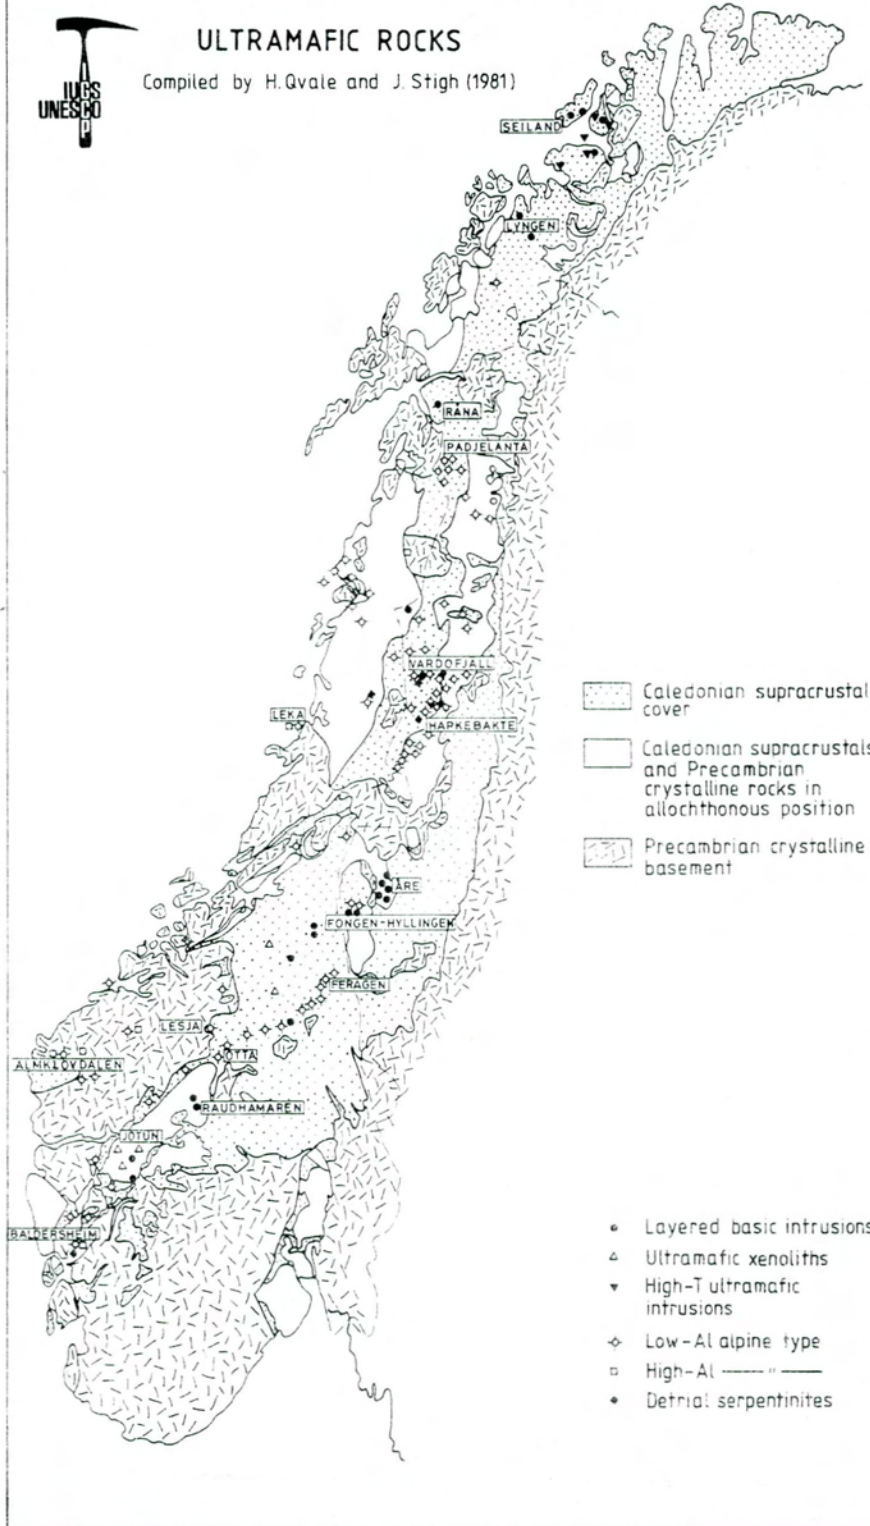 ULTRAMAFIC ROCKS
Compiled by H. Qvale and J. Stigh (1981)
IUGS
UNESCO
GCP
SEILAND
LYNGEN
RÅNA
PADJELANTA
VARDOFJÄLL
LEKA
HAPKEBAKTE
Caledonian supracrustal
cover
Caledonian supracrustals
and Precambrian
crystalline rocks in
allochthonous position
Precambrian crystalline
basement
ÅRE
FONGEN-HYLLINGEN
FERAGEN
LESJA
OTTA
ALMKLOVDALEN
RAUDHAMAREN
JOTUN
BALDERSHEIM
Layered basic intrusions
Ultramafic xenoliths
High-T ultramafic
intrusions
Low-Al alpine type
High-Al —— " ——
Detrial serpentinites